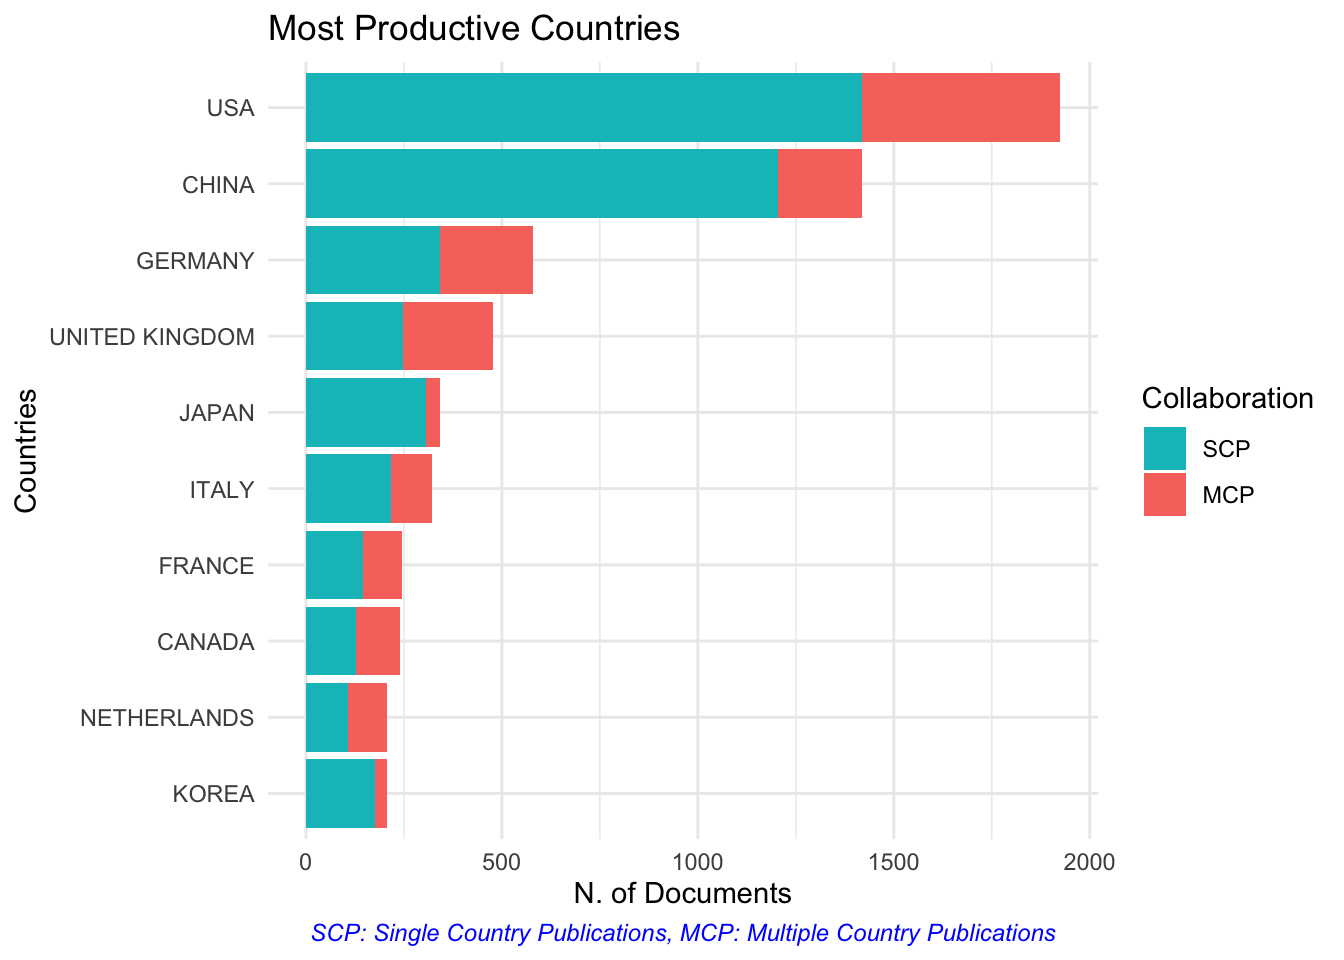 Most Productive Countries
USA
CHINA
GERMANY
UNITED KINGDOM
JAPAN
ITALY
FRANCE
CANADA
NETHERLANDS
KOREA
Countries
0 500 1000 1500 2000
N. of Documents
SCP: Single Country Publications, MCP: Multiple Country Publications
Collaboration
SCP
MCP